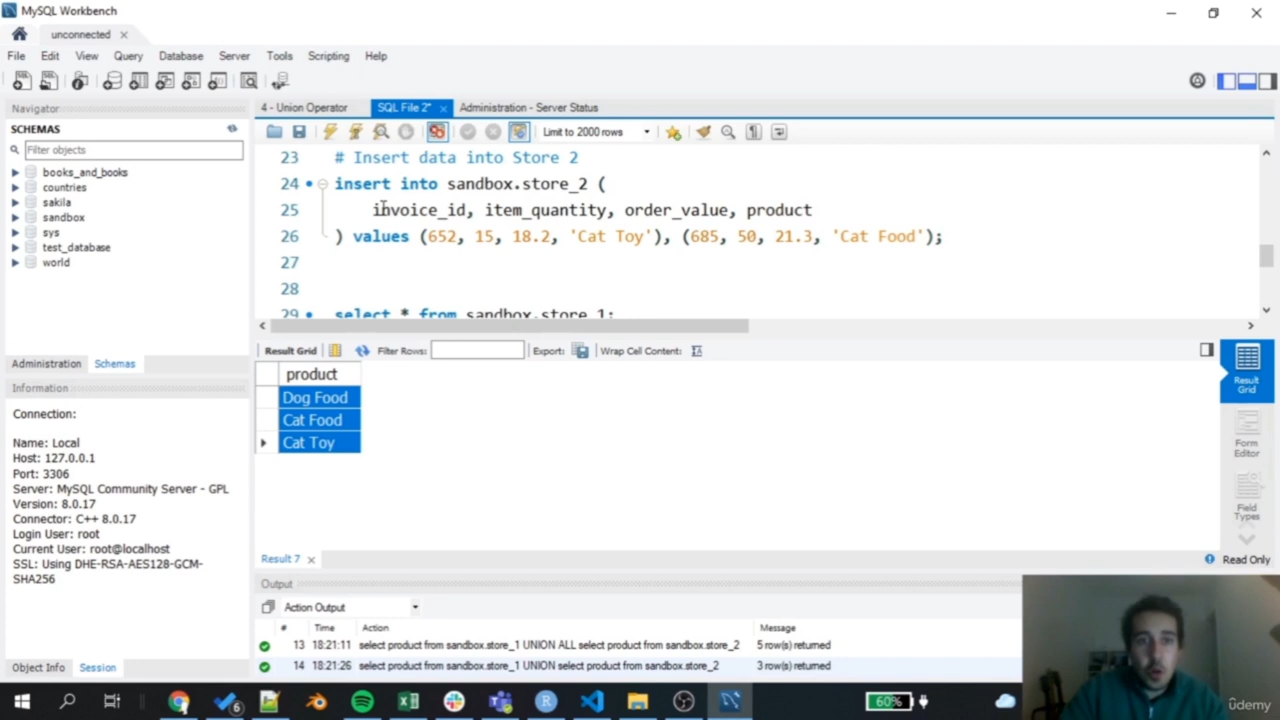 MySQL Workbench
unconnected
File Edit View Query Database Server Tools Scripting Help
Navigator
SCHEMAS
Filter objects
books_and_books
countries
sakila
sandbox
sys
test_database
world
Administration Schemas
Information
Connection:
Name: Local
Host: 127.0.0.1
Port: 3306
Server: MySQL Community Server - GPL
Version: 8.0.17
Connector: C++ 8.0.17
Login User: root
Current User: root@localhost
SSL: Using DHE-RSA-AES128-GCM-
SHA256
Object Info Session
4 - Union Operator SQL File 2* Administration - Server Status
Limit to 2000 rows
23 # Insert data into Store 2
24 insert into sandbox.store_2 (
25 invoice_id, item_quantity, order_value, product
26 ) values (652, 15, 18.2, 'Cat Toy'), (685, 50, 21.3, 'Cat Food');
27
28
29 select * from sandbox.store_1;
Result Grid Filter Rows: Export: Wrap Cell Content:
product
Dog Food
Cat Food
Cat Toy
Result
Grid
Form
Editor
Field
Types
Result 7
Read Only
Output
Action Output
# Time Action Message
13 18:21:11 select product from sandbox.store_1 UNION ALL select product from sandbox.store_2 5 row(s) returned
14 18:21:26 select product from sandbox.store_1 UNION select product from sandbox.store_2 3 row(s) returned
6
60%
ûdemy